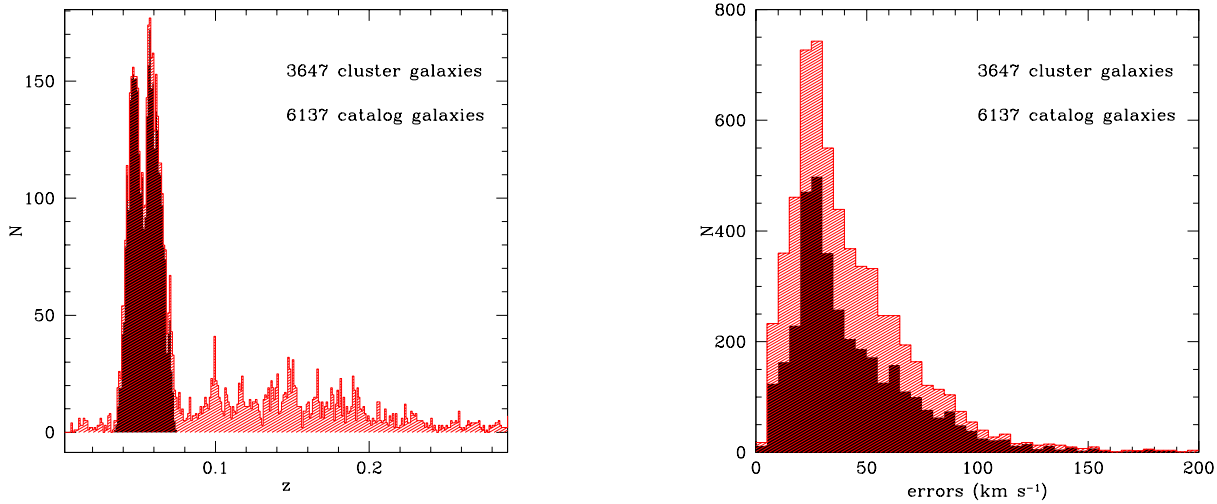 3647 cluster galaxies
6137 catalog galaxies
150
100
50
0
N
0.1
0.2
z
3647 cluster galaxies
6137 catalog galaxies
800
600
400
200
0
N
0
50
100
150
200
errors (km s⁻¹)